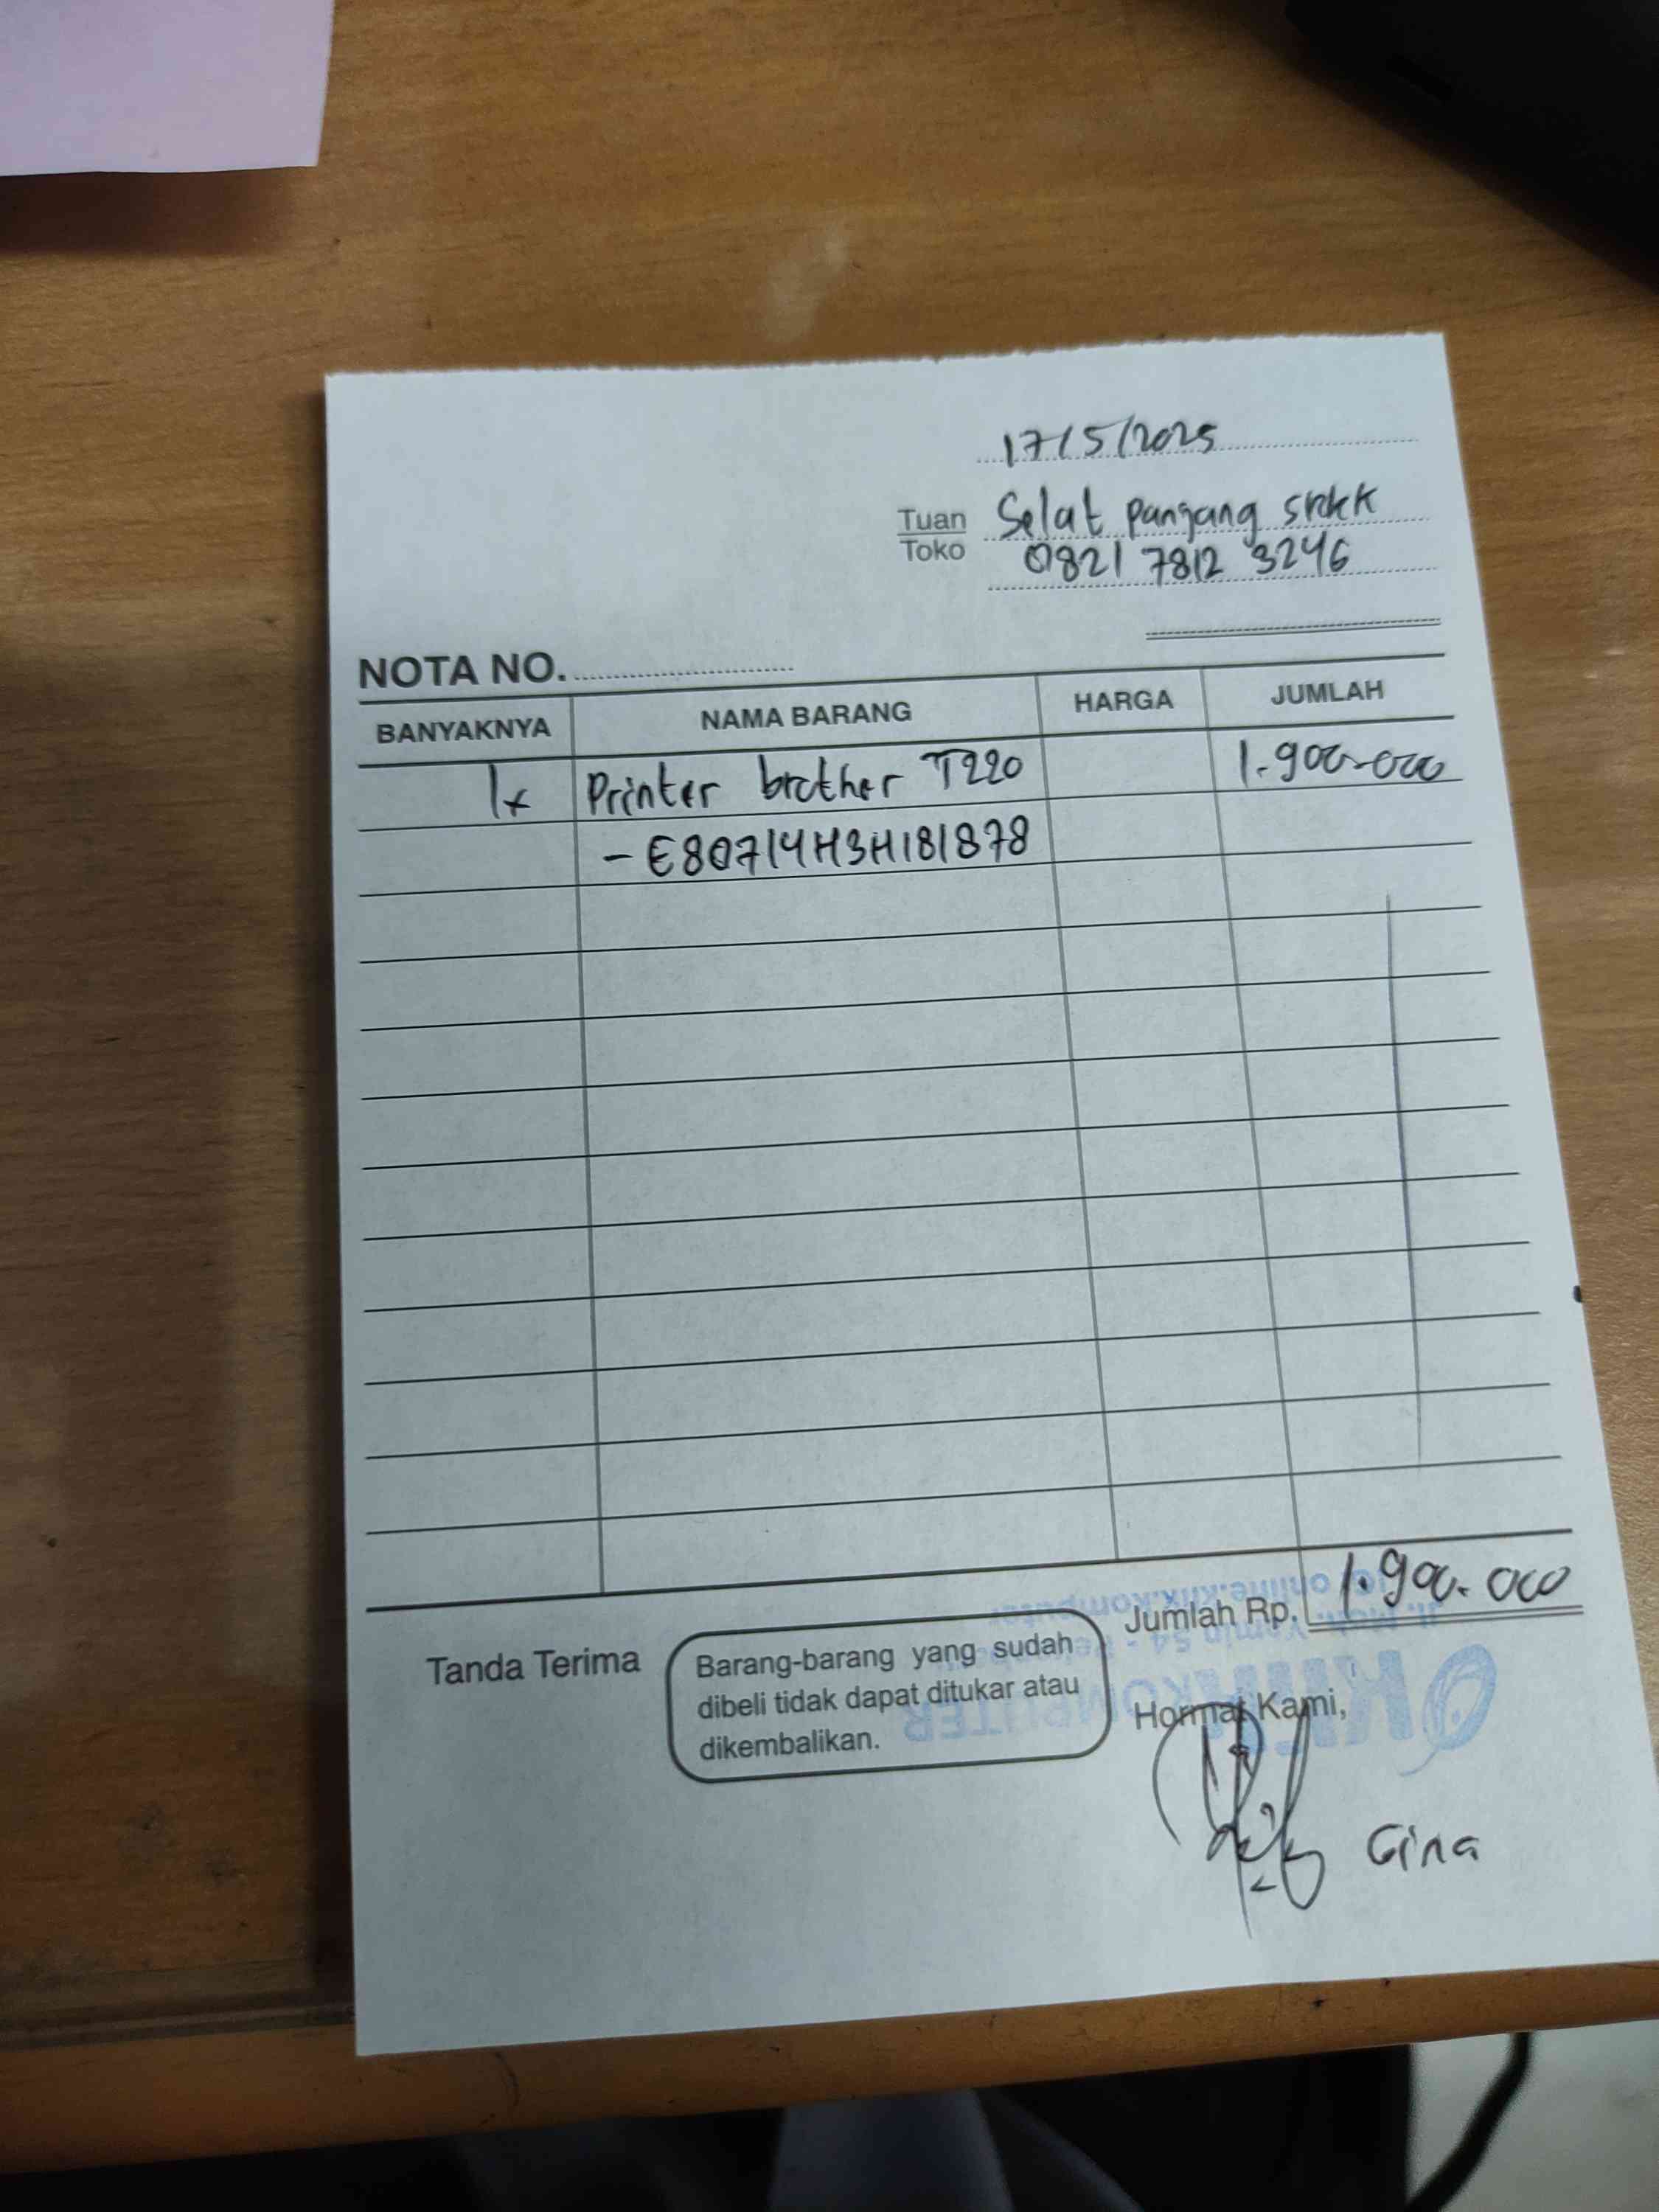 17/5/2025
Tuan Selat panjang
Toko 0821 7812 3246
NOTA NO.
BANYAKNYA NAMA BARANG HARGA JUMLAH
1x Printer brother T220 1.900.000
- E80714H3H181878
Jumlah Rp. 1.900.000
Tanda Terima
Barang-barang yang sudah
dibeli tidak dapat ditukar atau
dikembalikan.
Hormat Kami,
Gina